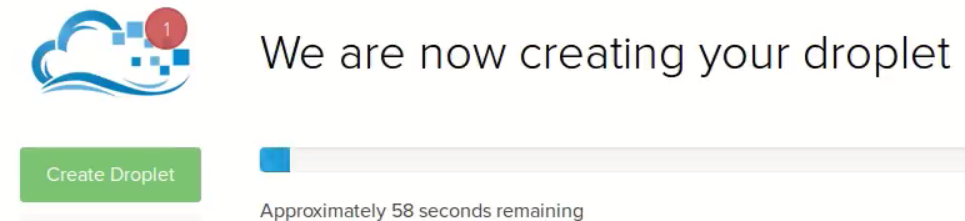 1
We are now creating your droplet
Create Droplet
Approximately 58 seconds remaining